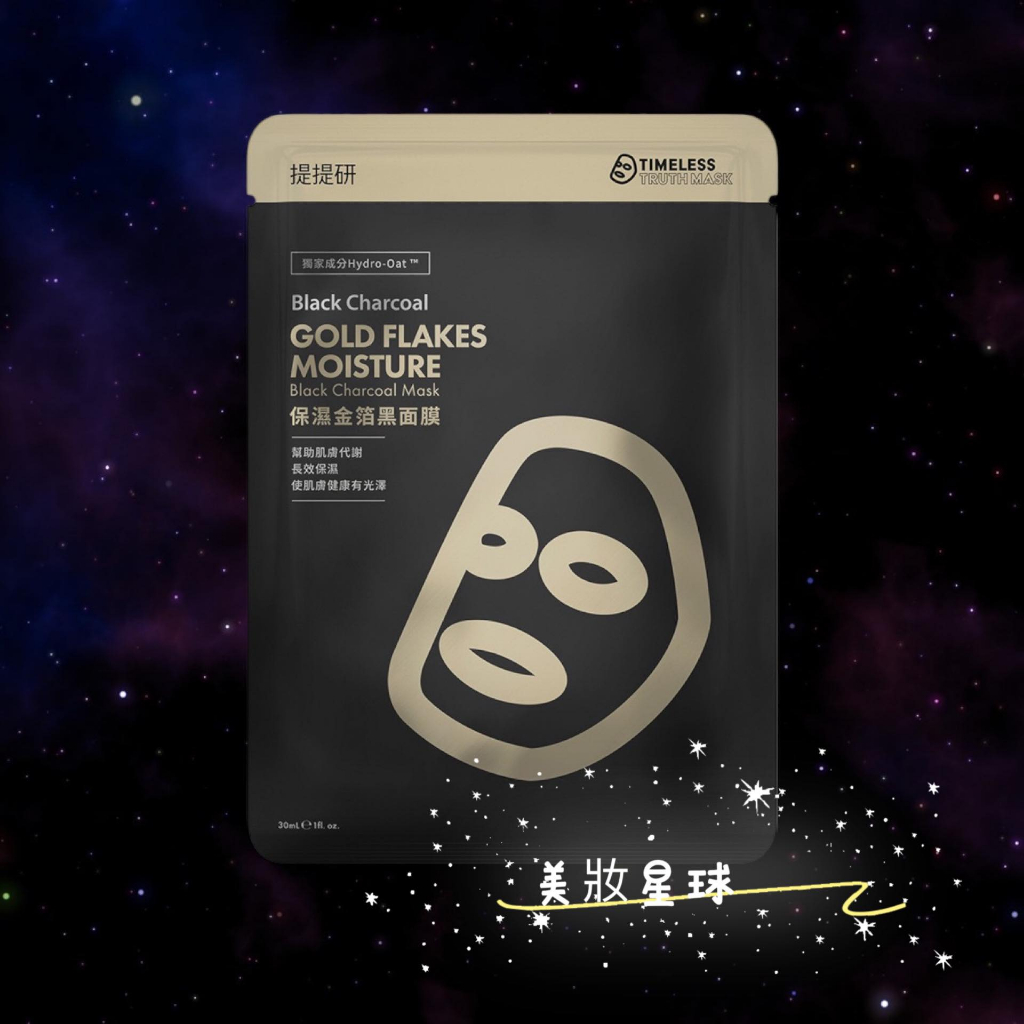 提提研
TIMELESS
TRUTH MASK
獨家成分Hydro-Oat™
Black Charcoal
GOLD FLAKES
MOISTURE
Black Charcoal Mask
保濕金箔黑面膜
幫助肌膚代謝
長效保濕
使肌膚健康有光澤
30mL ℮ 1fl. oz.
美妝星球